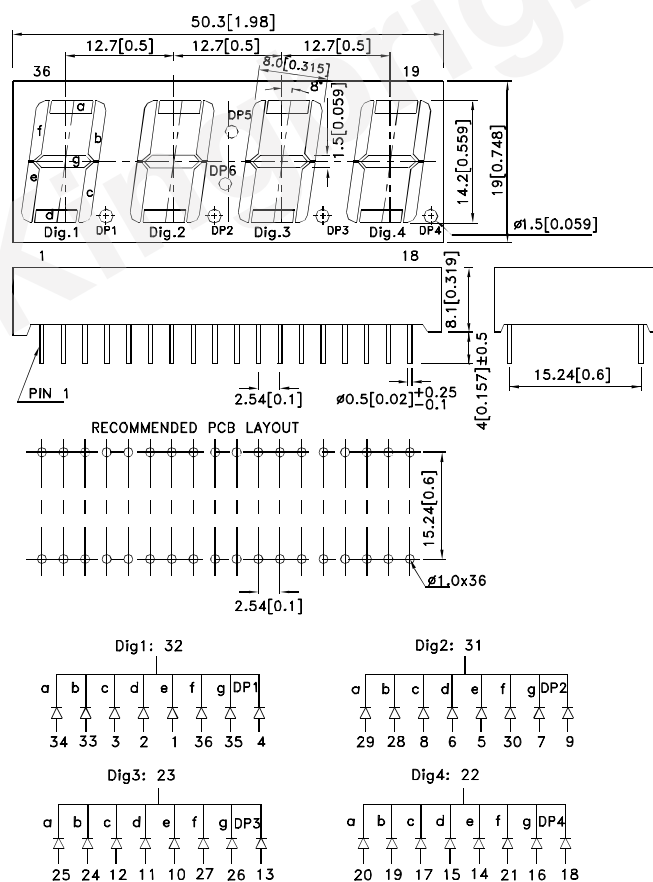 50.3[1.98]
12.7[0.5] 12.7[0.5] 12.7[0.5]
8.0[0.315]
36 19
8°
a
f b
g
e c
d
DP5
DP6
1.5[0.059]
14.2[0.559]
19[0.748]
Dig.1 DP1 Dig.2 DP2 Dig.3 DP3 Dig.4 DP4
ø1.5[0.059]
1 18
8.1[0.319]
PIN 1
2.54[0.1]
ø0.5[0.02]+0.25
-0.1
4[0.157]±0.5
15.24[0.6]
RECOMMENDED PCB LAYOUT
15.24[0.6]
2.54[0.1]
ø1.0x36
Dig1: 32
a b c d e f g DP1
34 33 3 2 1 36 35 4
Dig2: 31
a b c d e f g DP2
29 28 8 6 5 30 7 9
Dig3: 23
a b c d e f g DP3
25 24 12 11 10 27 26 13
Dig4: 22
a b c d e f g DP4
20 19 17 15 14 21 16 18